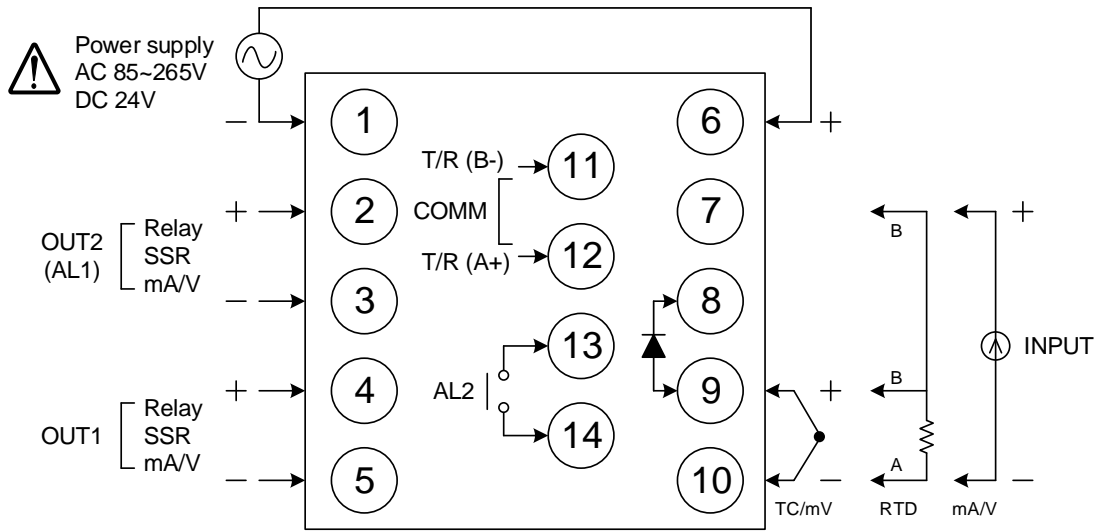 Power supply
AC 85~265V
DC 24V
− 1 6 +
T/R (B-) 11
+ 2 COMM 7 B +
OUT2 Relay
(AL1) SSR
mA/V
T/R (A+) 12
− 3 8
13
INPUT
+ 4 AL2 9 + B
OUT1 Relay
SSR
mA/V
14
− 5 10 − A −
TC/mV RTD mA/V